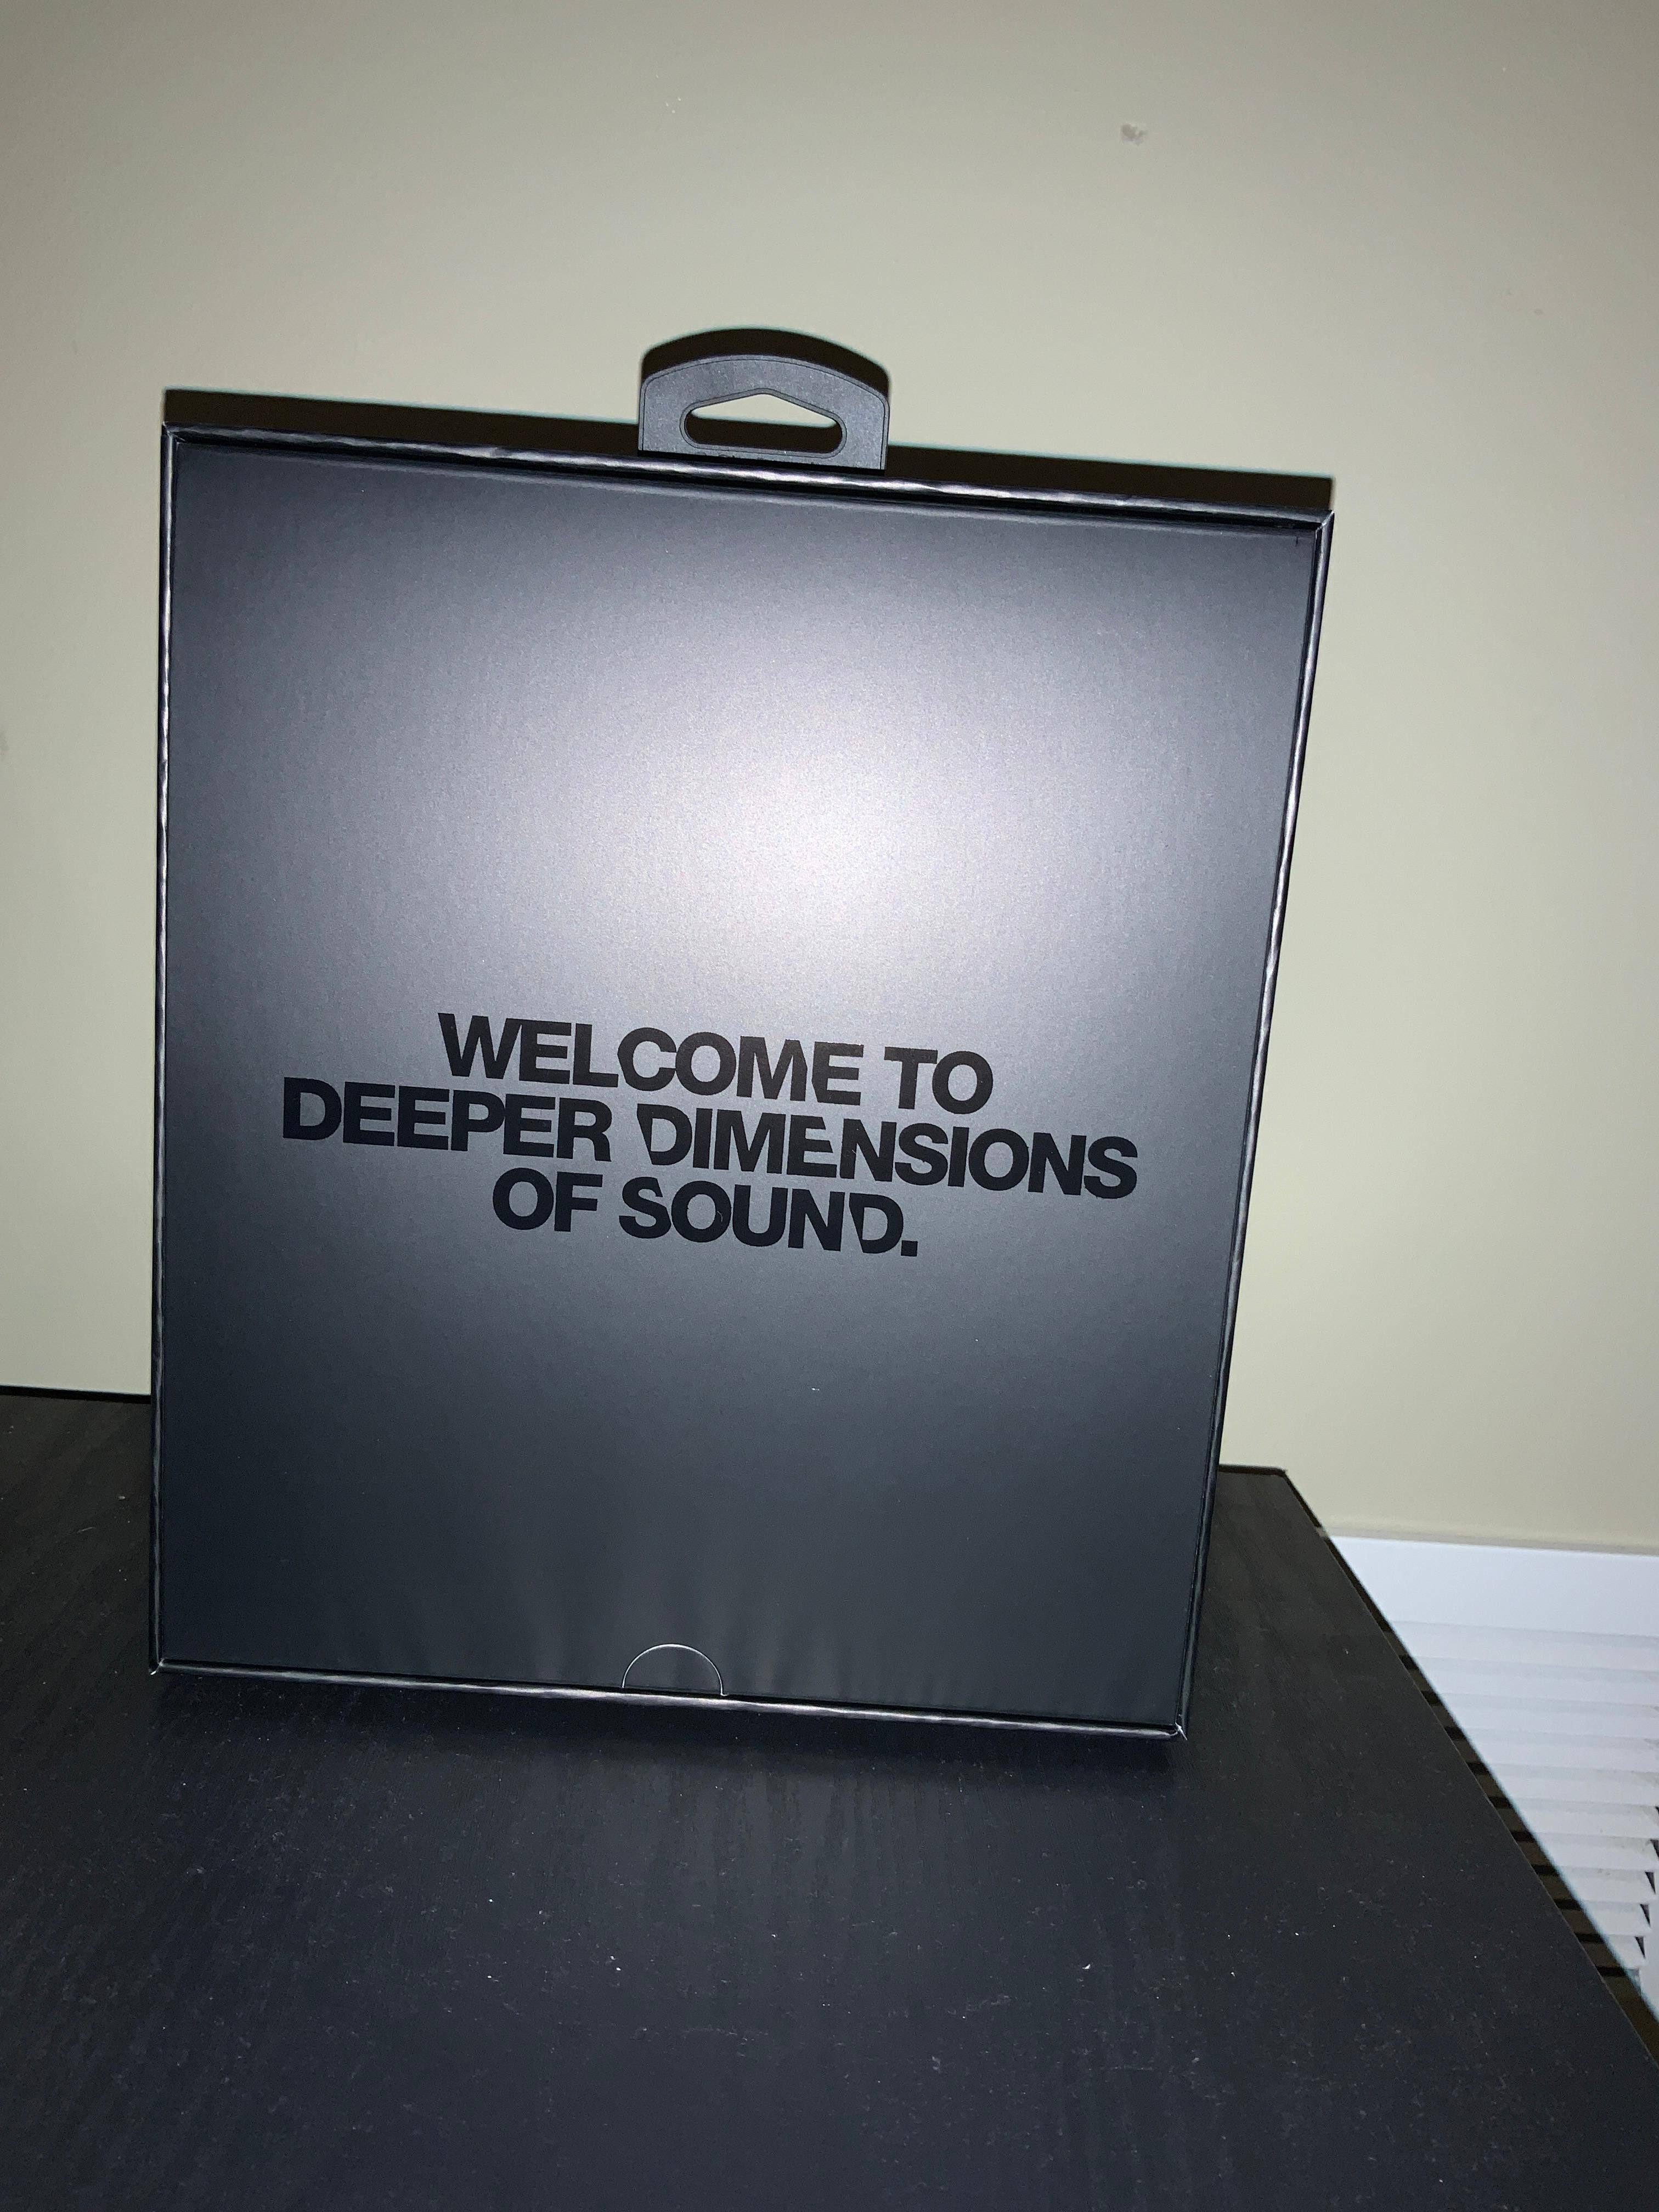 WELCOME TO
DEEPER DIMENSIONS
OF SOUND.